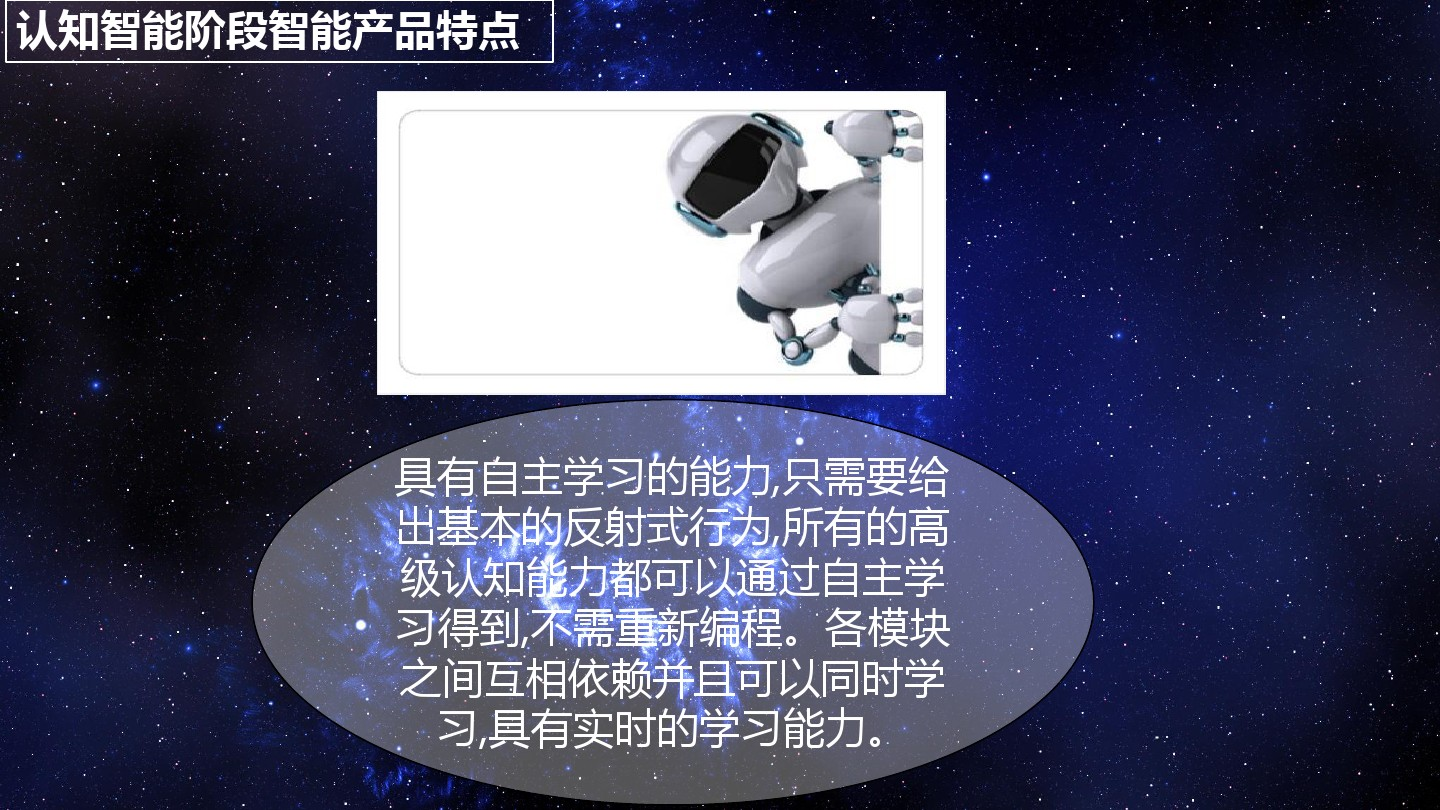 认知智能阶段智能产品特点
具有自主学习的能力,只需要给
出基本的反射式行为,所有的高
级认知能力都可以通过自主学
习得到,不需重新编程。各模块
之间互相依赖并且可以同时学
习,具有实时的学习能力。